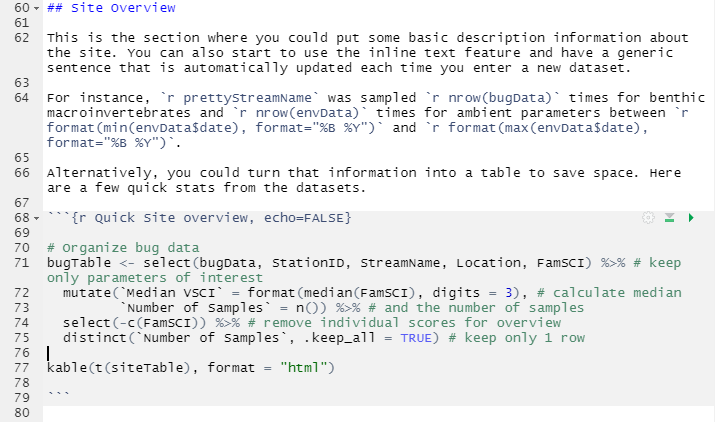 60 ## Site Overview
61
62 This is the section where you could put some basic description information about
the site. You can also start to use the inline text feature and have a generic
sentence that is automatically updated each time you enter a new dataset.
63
64 For instance, `r prettyStreamName` was sampled `r nrow(bugData)` times for benthic
macroinvertebrates and `r nrow(envData)` times for ambient parameters between `r
format(min(envData$date), format="%B %Y")` and `r format(max(envData$date),
format="%B %Y")`.
65
66 Alternatively, you could turn that information into a table to save space. Here
are a few quick stats from the datasets.
67
68 ```{r Quick Site overview, echo=FALSE}
69
70 # Organize bug data
71 bugTable <- select(bugData, StationID, StreamName, Location, FamSCI) %>% # keep
only parameters of interest
72   mutate(`Median VSCI` = format(median(FamSCI), digits = 3), # calculate median
73          `Number of Samples` = n()) %>% # and the number of samples
74   select(-c(FamSCI)) %>% # remove individual scores for overview
75   distinct(`Number of Samples`, .keep_all = TRUE) # keep only 1 row
76
77 kable(t(siteTable), format = "html")
78
79 ```
80